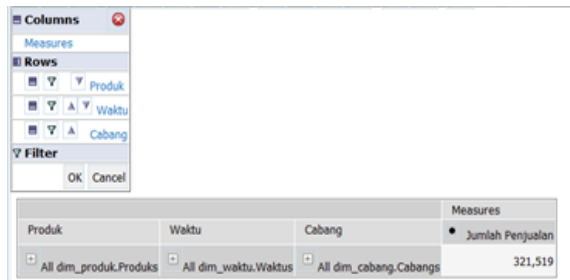 Columns
Measures
Rows
Produk
Waktu
Cabang
Filter
OK Cancel
Measures
Produk Waktu Cabang Jumlah Penjualan
All dim_produk.Produks All dim_waktu.Waktus All dim_cabang.Cabangs 321,519